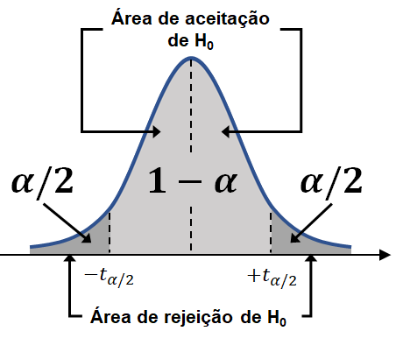 Área de aceitação
de H₀
α/2
1 − α
α/2
−tα/2
+tα/2
Área de rejeição de H₀